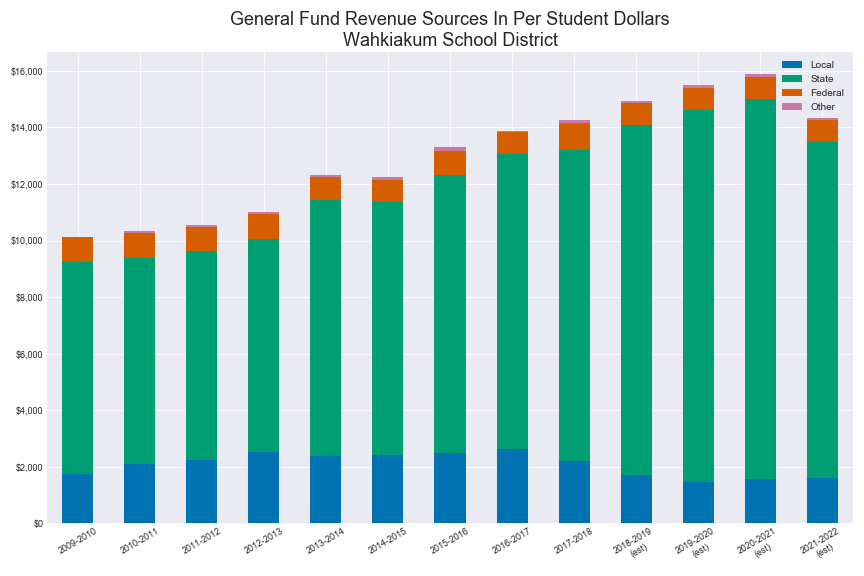 General Fund Revenue Sources In Per Student Dollars
Wahkiakum School District
$16,000
$14,000
$12,000
$10,000
$8,000
$6,000
$4,000
$2,000
$0
Local
State
Federal
Other
2009-2010
2010-2011
2011-2012
2012-2013
2013-2014
2014-2015
2015-2016
2016-2017
2017-2018
2018-2019
(est)
2019-2020
(est)
2020-2021
(est)
2021-2022
(est)